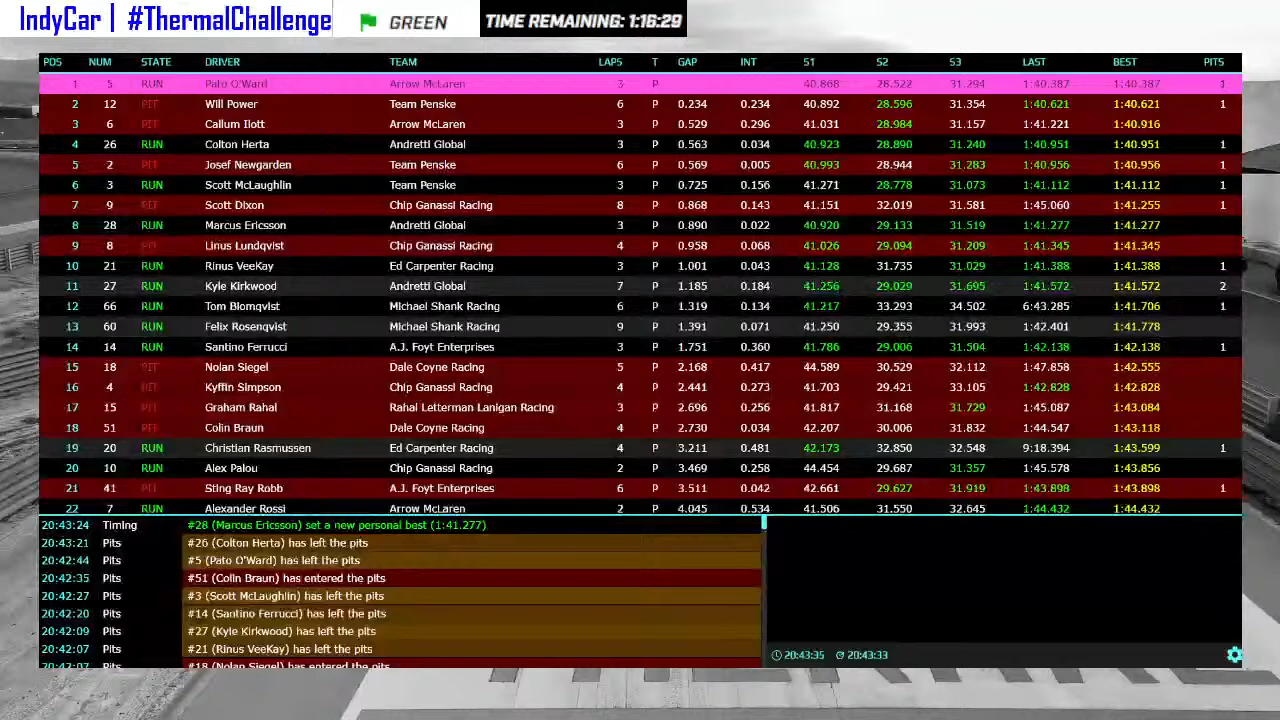 IndyCar | #ThermalChallenge GREEN TIME REMAINING: 1:16:29
POS NUM STATE DRIVER TEAM LAPS T GAP INT S1 S2 S3 LAST BEST PITS
1 5 RUN Pato O'Ward Arrow McLaren 3 P 40.868 28.522 31.294 1:40.387 1:40.387 1
2 12 PIT Will Power Team Penske 6 P 0.234 0.234 40.892 28.596 31.354 1:40.621 1:40.621 1
3 6 PIT Callum Ilott Arrow McLaren 3 P 0.529 0.296 41.031 28.984 31.157 1:41.221 1:40.916
4 26 RUN Colton Herta Andretti Global 3 P 0.563 0.034 40.923 28.890 31.240 1:40.951 1:40.951 1
5 2 PIT Josef Newgarden Team Penske 6 P 0.569 0.005 40.993 28.944 31.283 1:40.956 1:40.956 1
6 3 RUN Scott McLaughlin Team Penske 3 P 0.725 0.156 41.271 28.778 31.073 1:41.112 1:41.112 1
7 9 PIT Scott Dixon Chip Ganassi Racing 8 P 0.868 0.143 41.151 32.019 31.581 1:45.060 1:41.255 1
8 28 RUN Marcus Ericsson Andretti Global 3 P 0.890 0.022 40.920 29.133 31.519 1:41.277 1:41.277
9 8 PIT Linus Lundqvist Chip Ganassi Racing 4 P 0.958 0.068 41.026 29.094 31.209 1:41.345 1:41.345
10 21 RUN Rinus VeeKay Ed Carpenter Racing 3 P 1.001 0.043 41.128 31.735 31.029 1:41.388 1:41.388 1
11 27 RUN Kyle Kirkwood Andretti Global 7 P 1.185 0.184 41.256 29.029 31.695 1:41.572 1:41.572 2
12 66 RUN Tom Blomqvist Michael Shank Racing 6 P 1.319 0.134 41.217 33.293 34.502 6:43.285 1:41.706 1
13 60 RUN Felix Rosenqvist Michael Shank Racing 9 P 1.391 0.071 41.250 29.355 31.993 1:42.401 1:41.778
14 14 RUN Santino Ferrucci A.J. Foyt Enterprises 3 P 1.751 0.360 41.786 29.006 31.504 1:42.138 1:42.138 1
15 18 PIT Nolan Siegel Dale Coyne Racing 5 P 2.168 0.417 44.589 30.529 32.112 1:47.858 1:42.555
16 4 PIT Kyffin Simpson Chip Ganassi Racing 4 P 2.441 0.273 41.703 29.421 33.105 1:42.828 1:42.828
17 15 PIT Graham Rahal Rahal Letterman Lanigan Racing 3 P 2.696 0.256 41.817 31.168 31.729 1:45.087 1:43.084
18 51 PIT Colin Braun Dale Coyne Racing 4 P 2.730 0.034 42.207 30.006 31.832 1:44.547 1:43.118
19 20 RUN Christian Rasmussen Ed Carpenter Racing 4 P 3.211 0.481 42.173 32.850 32.548 9:18.394 1:43.599 1
20 10 RUN Alex Palou Chip Ganassi Racing 2 P 3.469 0.258 44.454 29.687 31.357 1:45.578 1:43.856
21 41 PIT Sting Ray Robb A.J. Foyt Enterprises 6 P 3.511 0.042 42.661 29.627 31.919 1:43.898 1:43.898 1
22 7 RUN Alexander Rossi Arrow McLaren 2 P 4.045 0.534 41.506 31.550 32.645 1:44.432 1:44.432
20:43:24 Timing #28 (Marcus Ericsson) set a new personal best (1:41.277)
20:43:21 Pits #26 (Colton Herta) has left the pits
20:42:44 Pits #5 (Pato O'Ward) has left the pits
20:42:35 Pits #51 (Colin Braun) has entered the pits
20:42:27 Pits #3 (Scott McLaughlin) has left the pits
20:42:20 Pits #14 (Santino Ferrucci) has left the pits
20:42:09 Pits #27 (Kyle Kirkwood) has left the pits
20:42:07 Pits #21 (Rinus VeeKay) has left the pits
20:42:07 Pits #18 (Nolan Siegel) has entered the pits
20:43:35 20:43:33